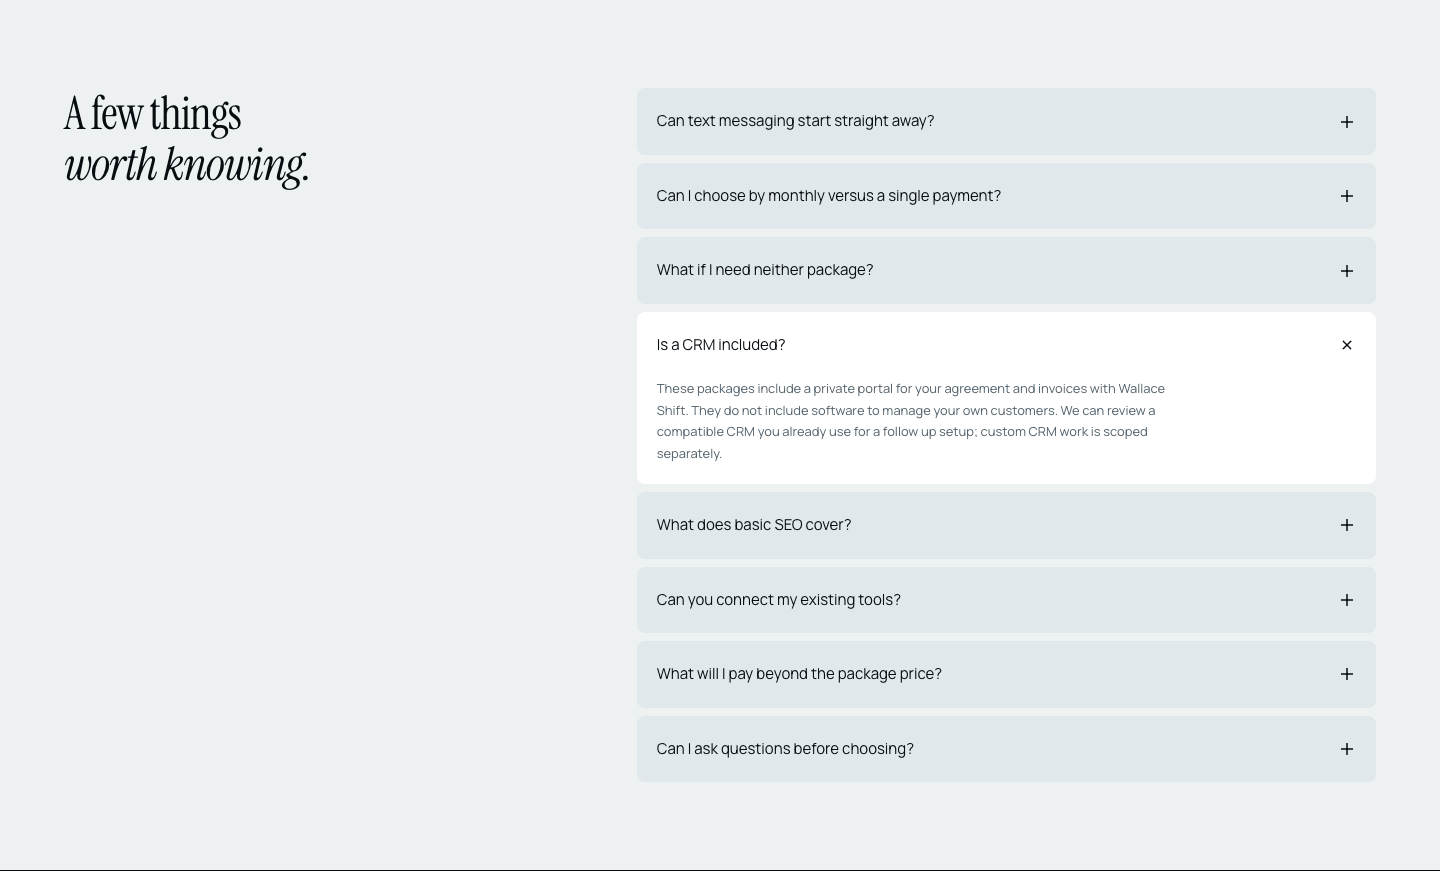 A few things
worth knowing.
Can text messaging start straight away?
Can I choose by monthly versus a single payment?
What if I need neither package?
Is a CRM included?
These packages include a private portal for your agreement and invoices with Wallace
Shift. They do not include software to manage your own customers. We can review a
compatible CRM you already use for a follow up setup; custom CRM work is scoped
separately.
What does basic SEO cover?
Can you connect my existing tools?
What will I pay beyond the package price?
Can I ask questions before choosing?